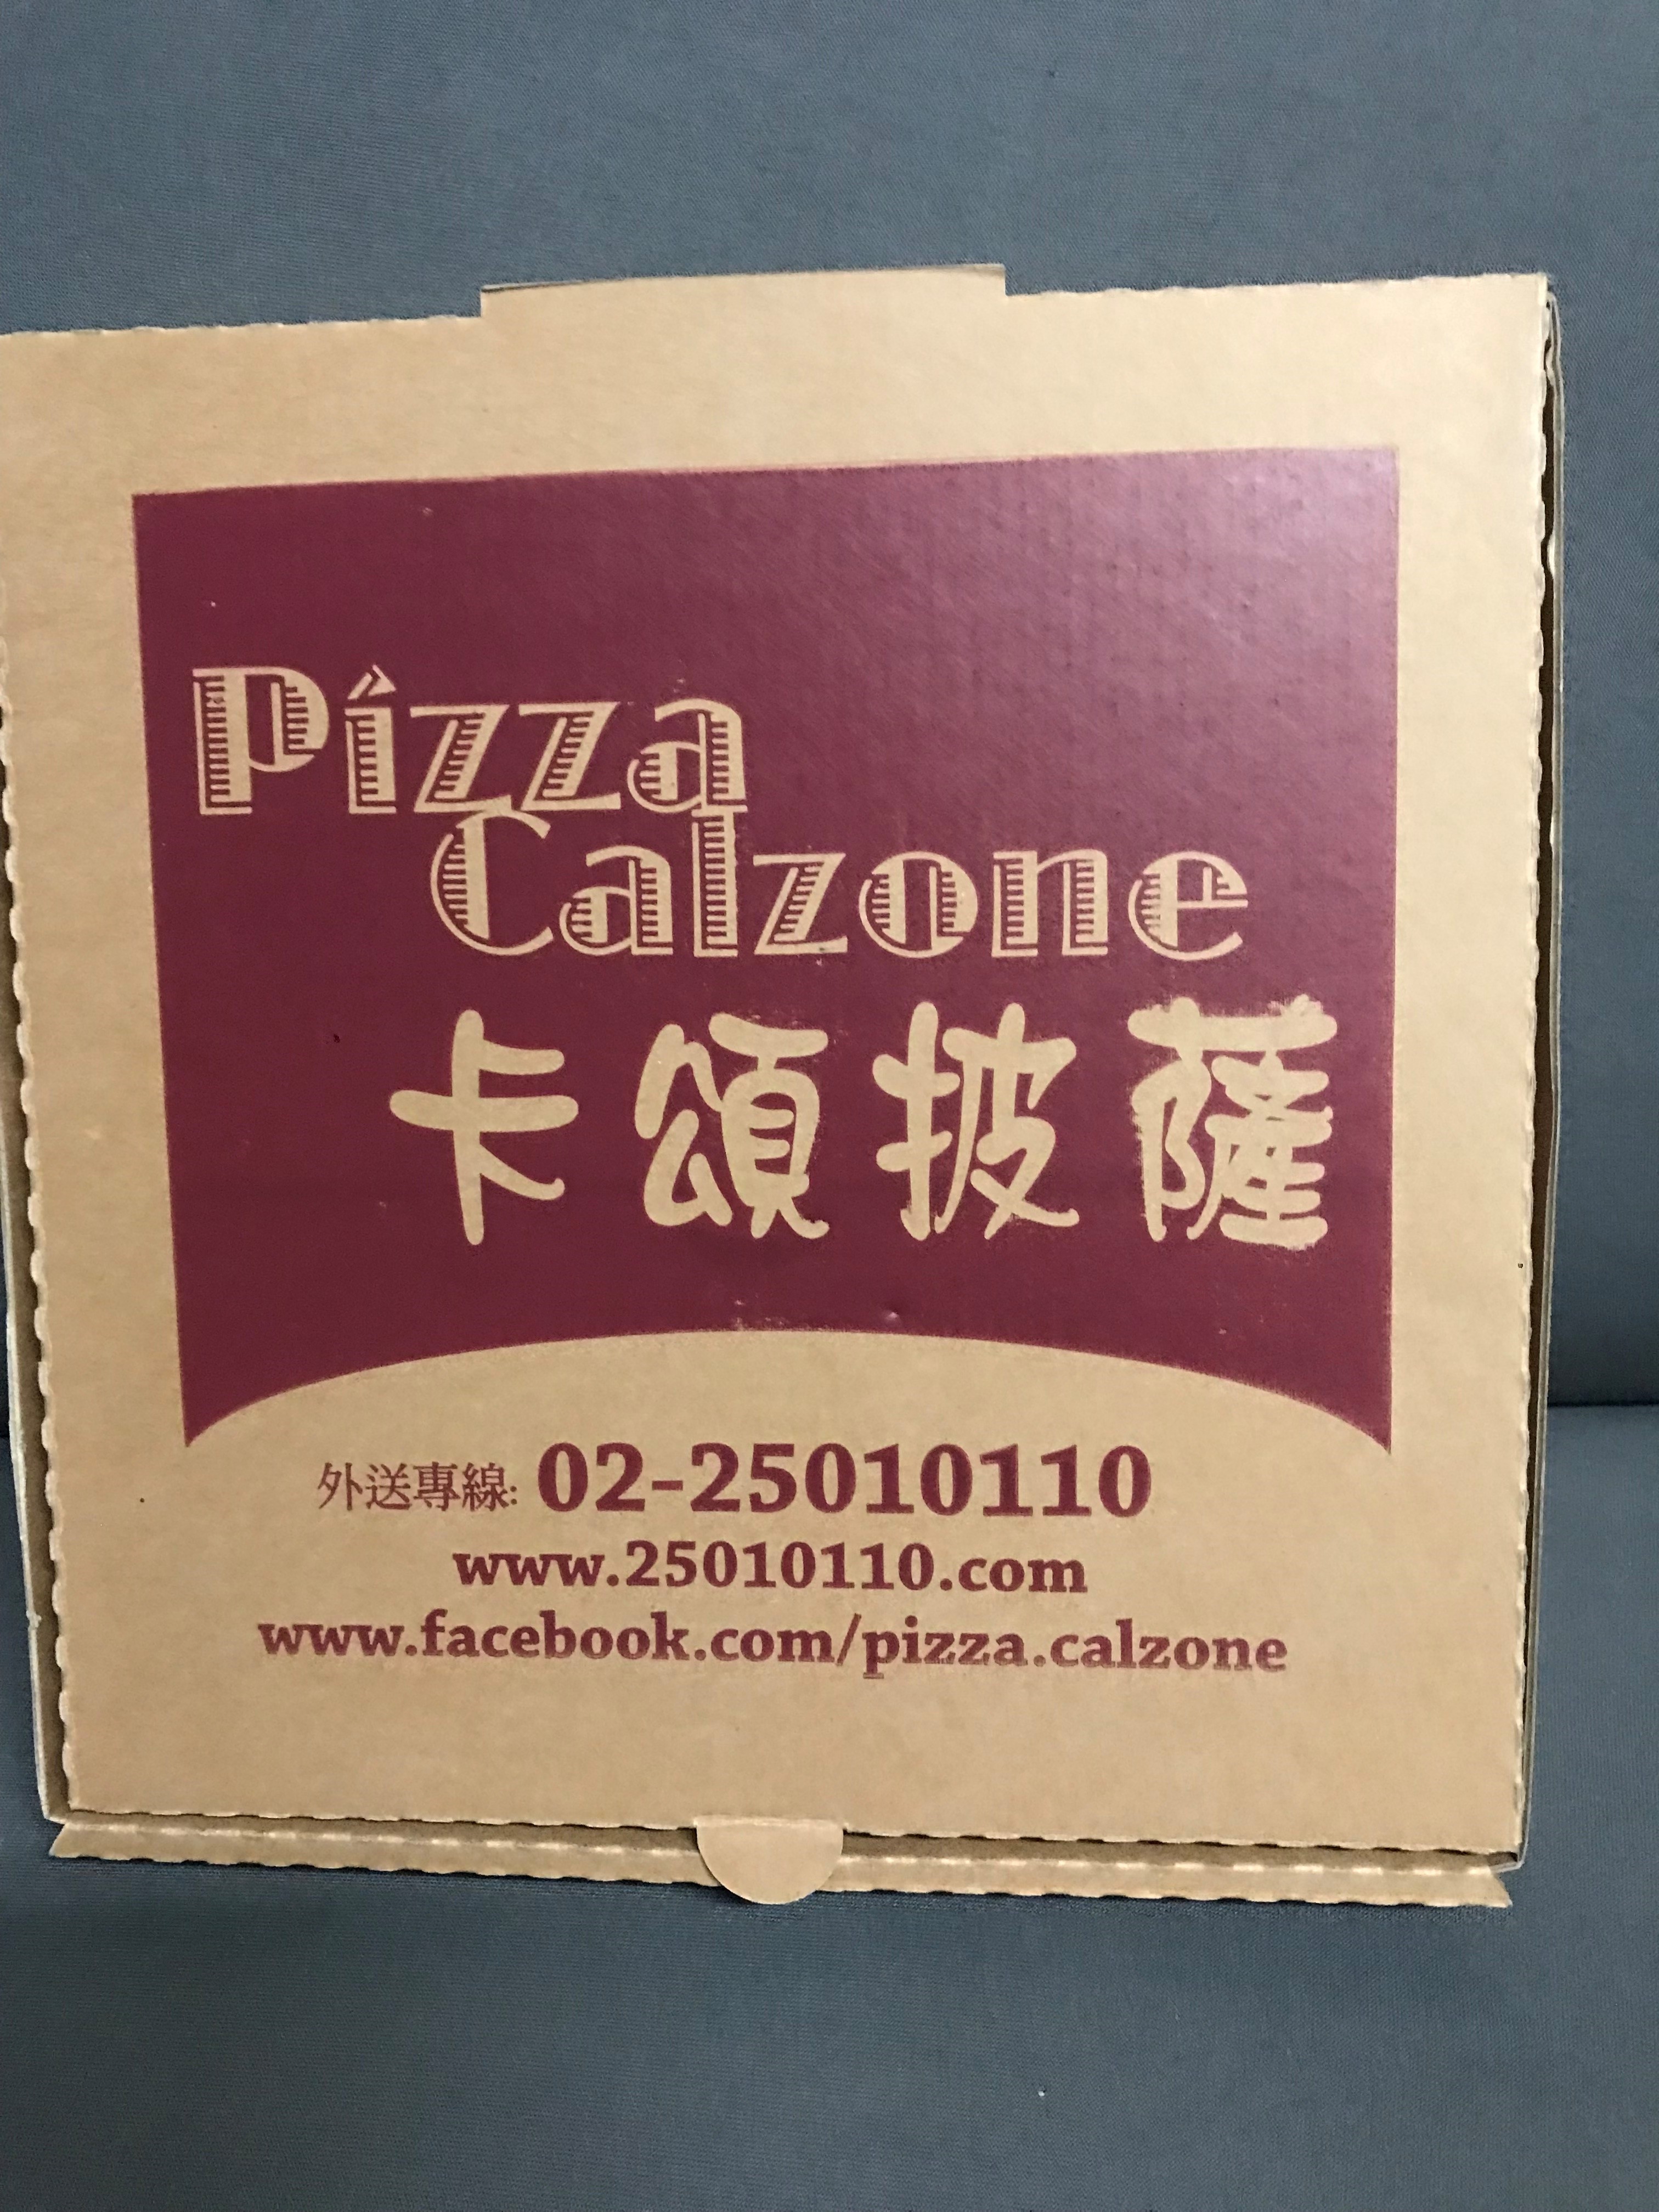 Pizza
Calzone
卡頌披薩
外送專線: 02-25010110
www.25010110.com
www.facebook.com/pizza.calzone